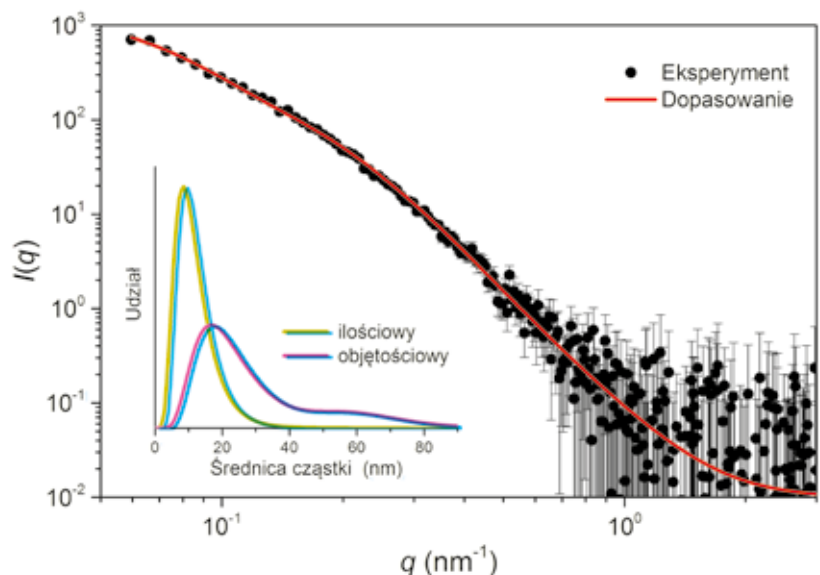 10³
10²
10¹
10⁰
10⁻¹
10⁻²
I(q)
Eksperyment
Dopasowanie
Udział
ilościowy
objętościowy
0 20 40 60 80
Średnica cząstki (nm)
10⁻¹ 10⁰
q (nm⁻¹)